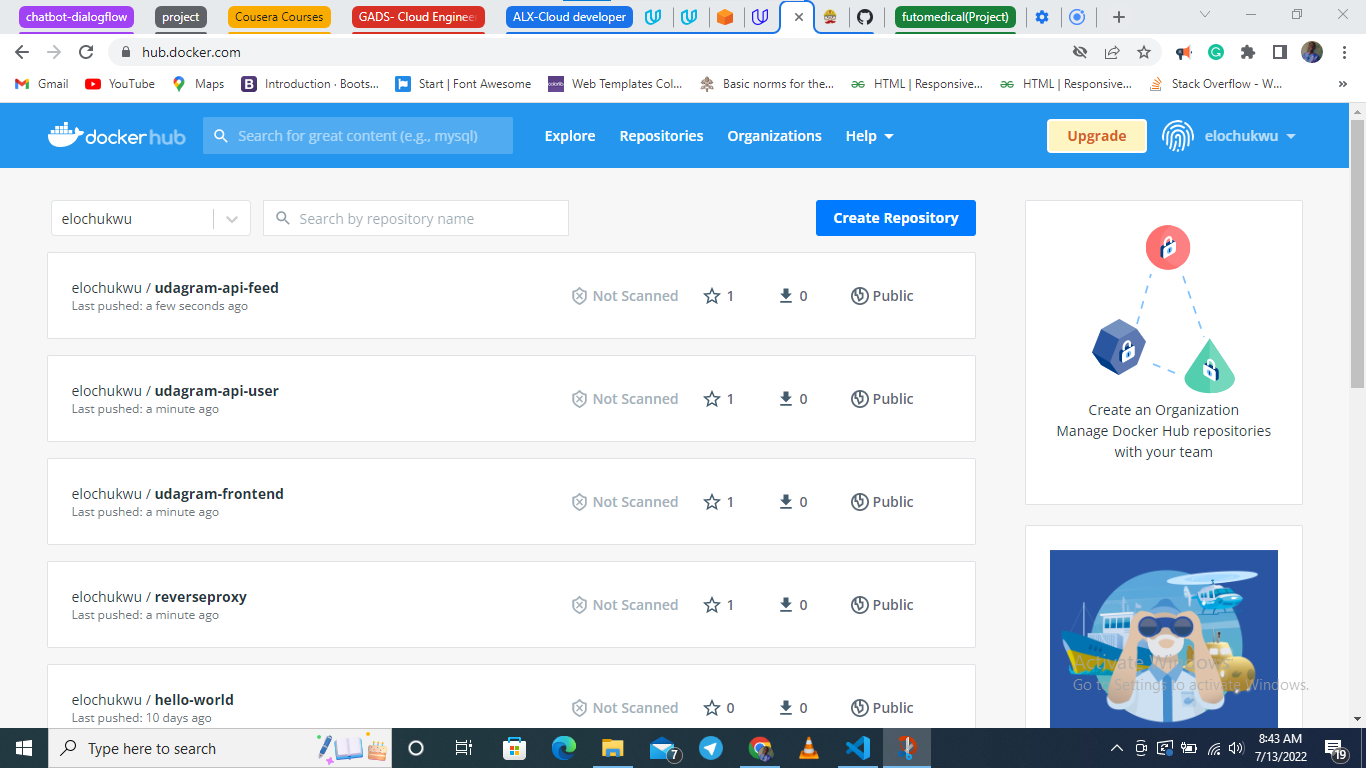 chatbot-dialogflow project Cousera Courses GADS- Cloud Enginee ALX-Cloud developer futomedical(Project)
hub.docker.com
Gmail YouTube Maps Introduction · Boots... Start | Font Awesome Web Templates Col... Basic norms for the... HTML | Responsive... HTML | Responsive... Stack Overflow - W... »
docker hub Search for great content (e.g., mysql) Explore Repositories Organizations Help Upgrade elochukwu
elochukwu Search by repository name Create Repository
elochukwu / udagram-api-feed
Last pushed: a few seconds ago
Not Scanned 1 0 Public
elochukwu / udagram-api-user
Last pushed: a minute ago
Not Scanned 1 0 Public
elochukwu / udagram-frontend
Last pushed: a minute ago
Not Scanned 1 0 Public
elochukwu / reverseproxy
Last pushed: a minute ago
Not Scanned 1 0 Public
elochukwu / hello-world
Last pushed: 10 days ago
Not Scanned 0 0 Public
Create an Organization
Manage Docker Hub repositories
with your team
Activate Windows
Go to Settings to activate Windows.
Type here to search
7
8:43 AM
7/13/2022
19